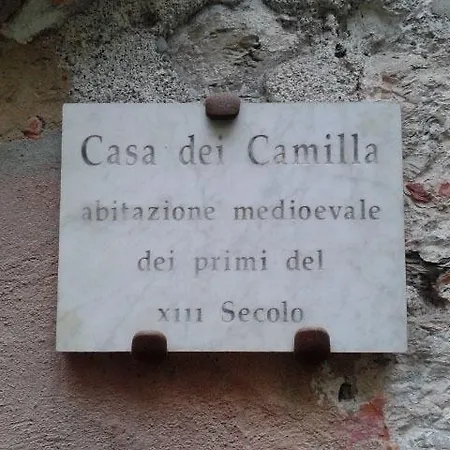 Casa dei Camilla
abitazione medioevale
dei primi del
XIII Secolo